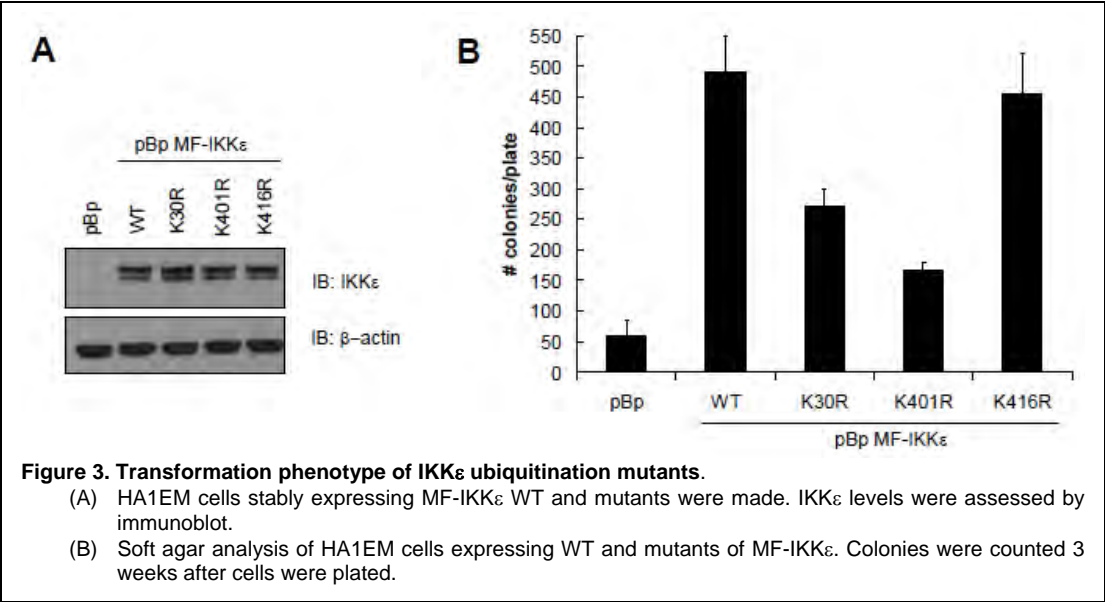 A
pBp MF-IKKε
pBp
WT
K30R
K401R
K416R
IB: IKKε
IB: β–actin
B
# colonies/plate
550
500
450
400
350
300
250
200
150
100
50
0
pBp WT K30R K401R K416R
pBp MF-IKKε
Figure 3. Transformation phenotype of IKKε ubiquitination mutants.
(A) HA1EM cells stably expressing MF-IKKε WT and mutants were made. IKKε levels were assessed by
immunoblot.
(B) Soft agar analysis of HA1EM cells expressing WT and mutants of MF-IKKε. Colonies were counted 3
weeks after cells were plated.